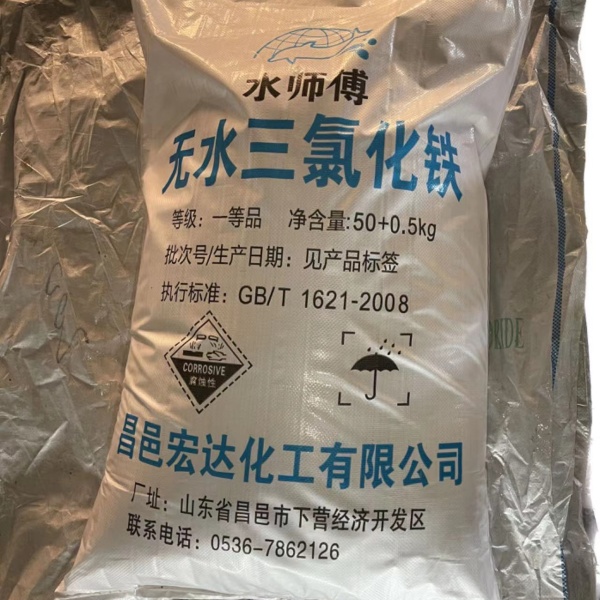 水师傅
无水三氯化铁
等级：一等品 净含量:50+0.5kg
批次号/生产日期：见产品标签
执行标准：GB/T 1621-2008
CORROSIVE
腐蚀性
昌邑宏达化工有限公司
厂址：山东省昌邑市下营经济开发区
联系电话：0536-7862126